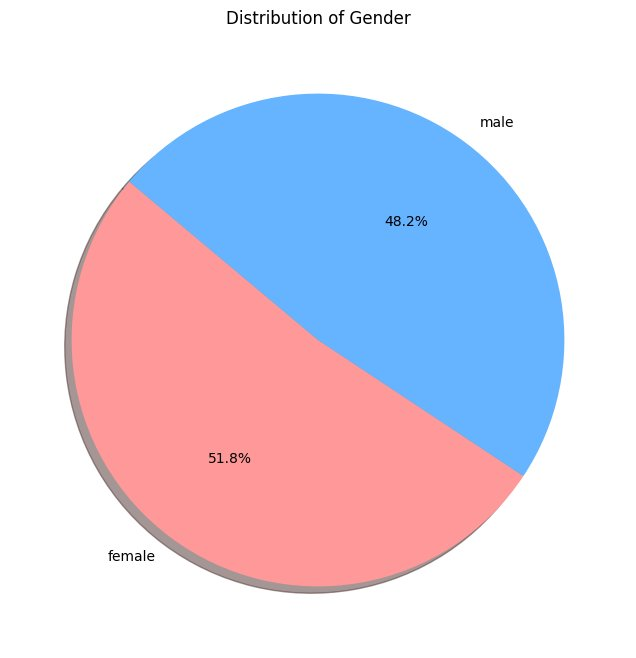 Distribution of Gender
male
48.2%
51.8%
female